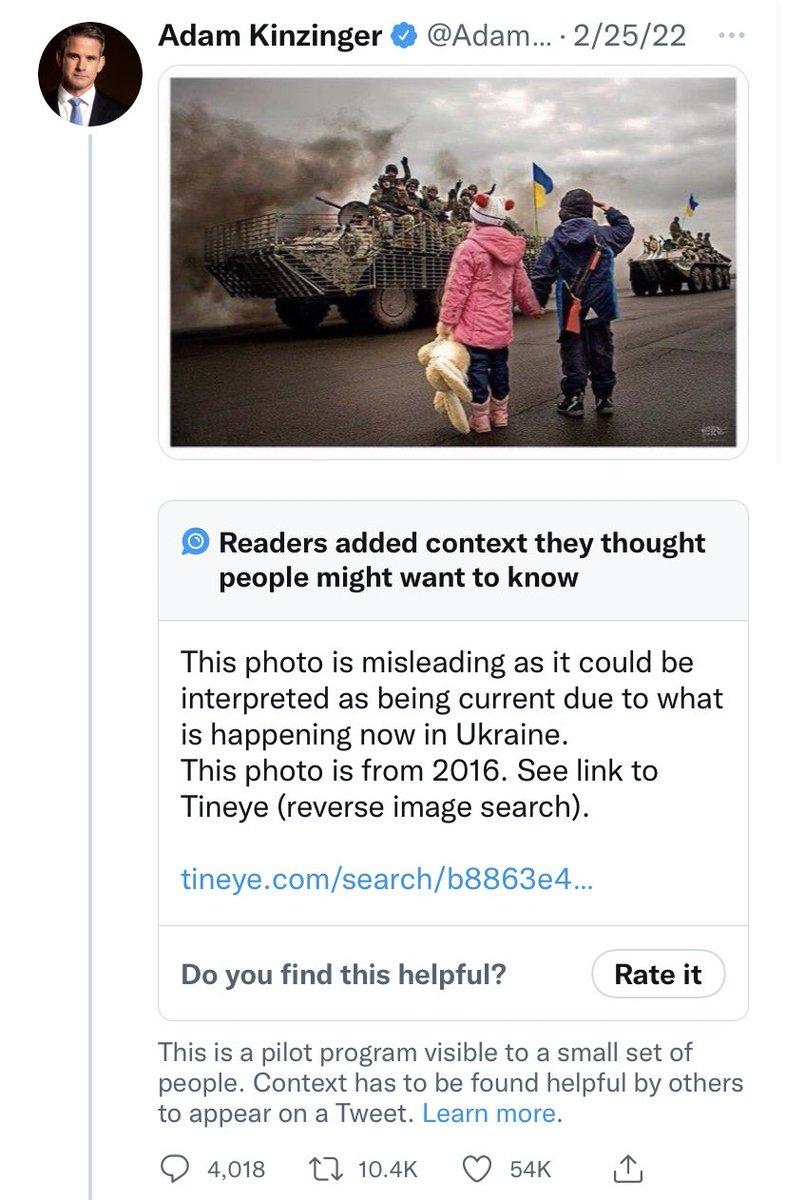 Adam Kinzinger @Adam... · 2/25/22
Readers added context they thought
people might want to know
This photo is misleading as it could be
interpreted as being current due to what
is happening now in Ukraine.
This photo is from 2016. See link to
Tineye (reverse image search).
tineye.com/search/b8863e4...
Do you find this helpful?
Rate it
This is a pilot program visible to a small set of
people. Context has to be found helpful by others
to appear on a Tweet. Learn more.
4,018
10.4K
54K